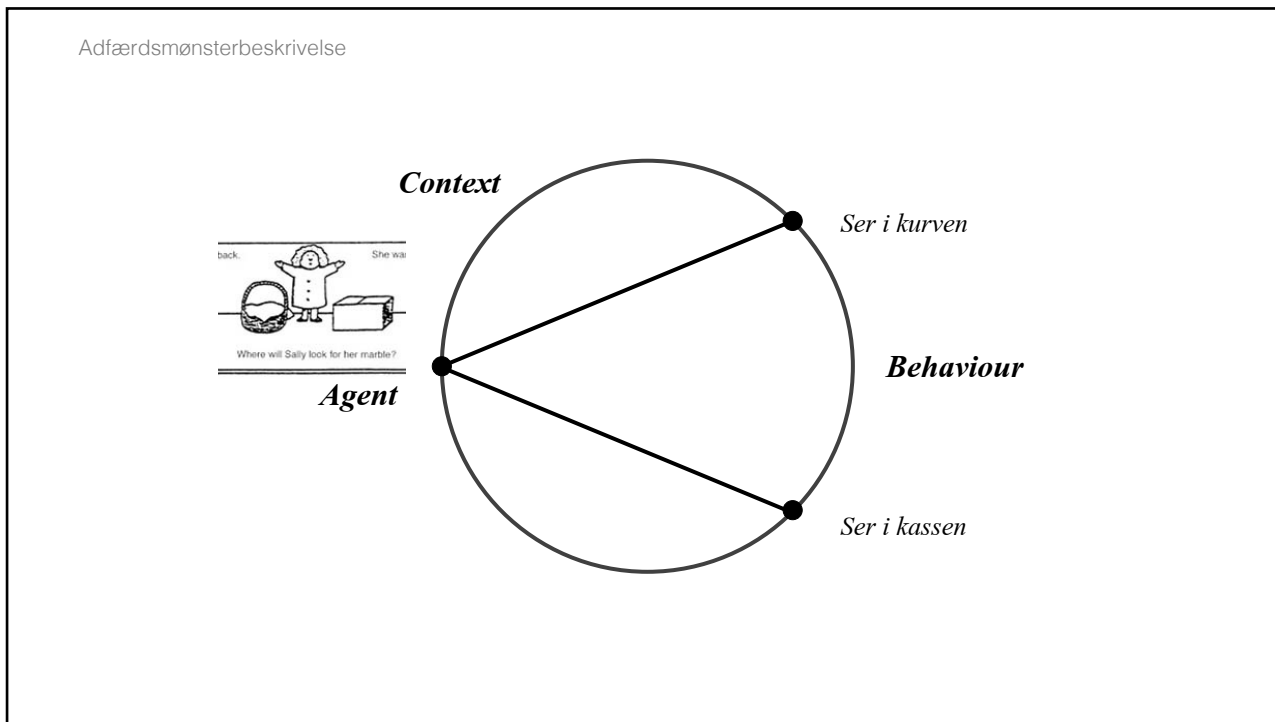 Adfærdsmønsterbeskrivelse
Context
Ser i kurven
back. She wa
Where will Sally look for her marble?
Behaviour
Agent
Ser i kassen